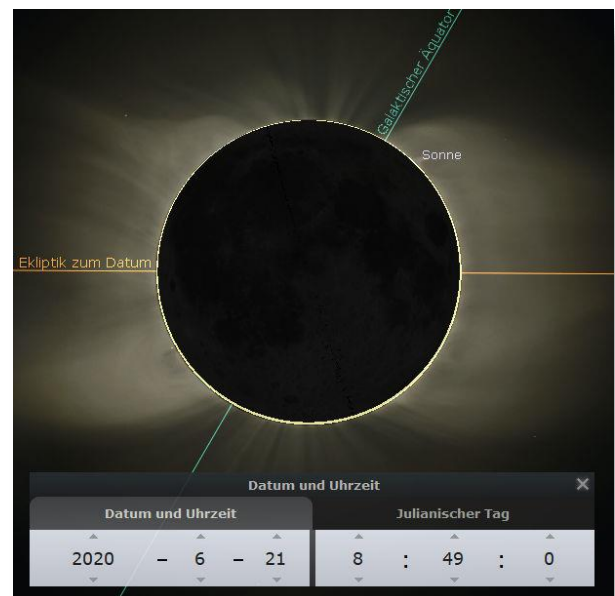 Galaktischer Äquator
Sonne
Ekliptik zum Datum
Datum und Uhrzeit
Datum und Uhrzeit
Julianischer Tag
2020 – 6 – 21 8 : 49 : 0